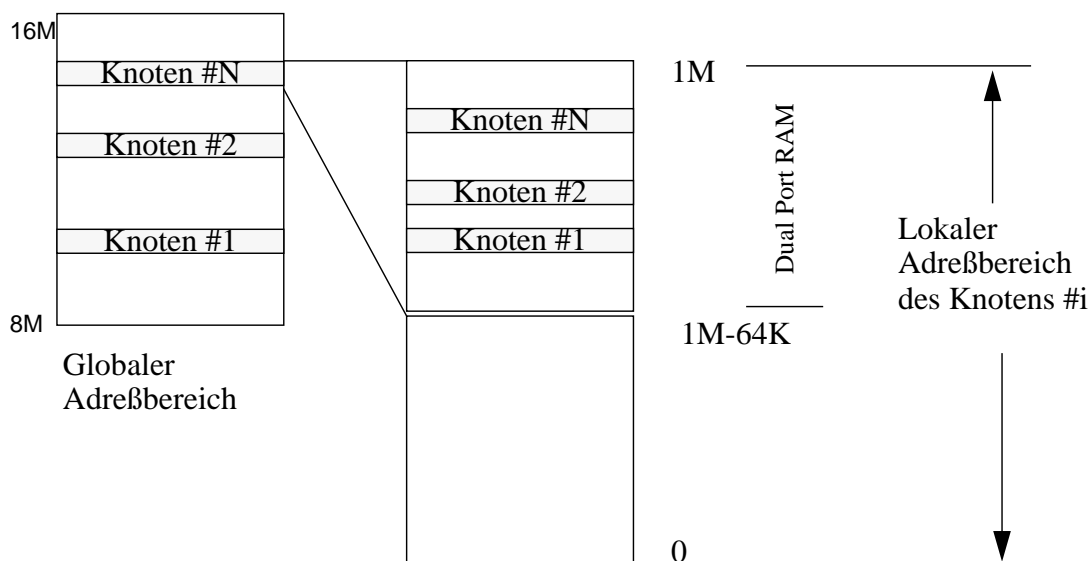 16M
Knoten #N
Knoten #2
Knoten #1
8M
Globaler
Adreßbereich
Knoten #N
Knoten #2
Knoten #1
1M
Dual Port RAM
1M-64K
0
Lokaler
Adreßbereich
des Knotens #i